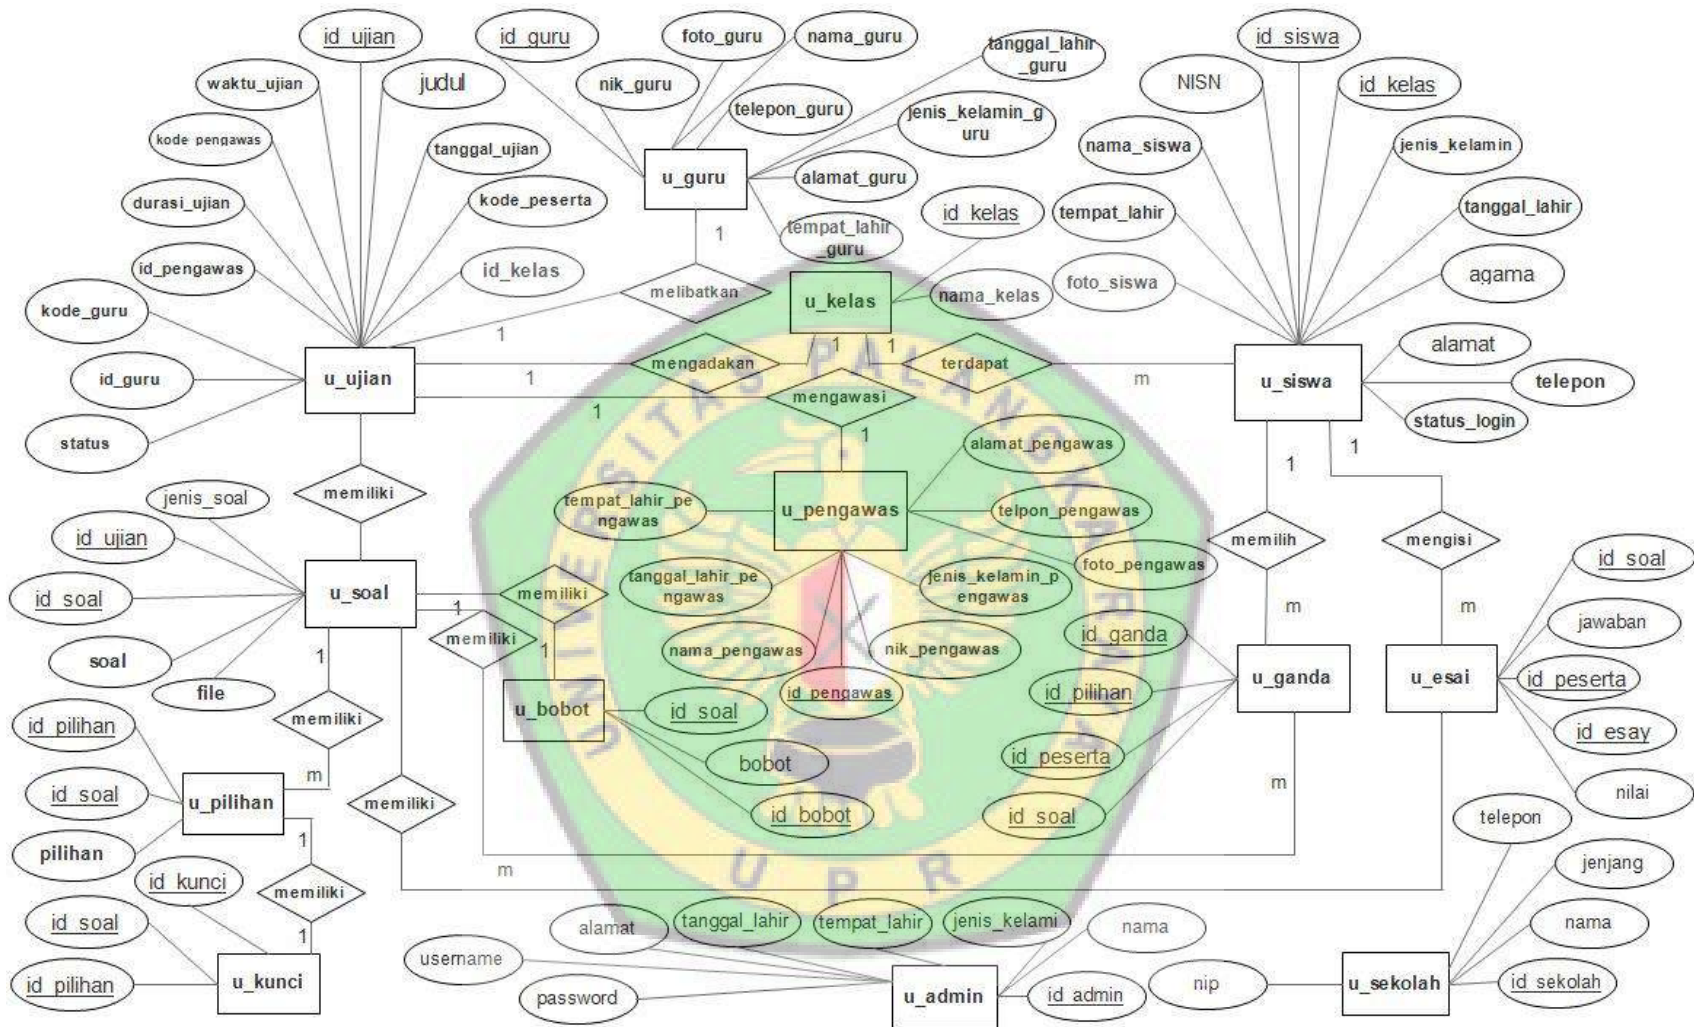 id_ujian
id_guru
foto_guru
nama_guru
tanggal_lahir
_guru
id_siswa
waktu_ujian
judul
nik_guru
telepon_guru
jenis_kelamin_g
uru
NISN
id_kelas
kode pengawas
tanggal_ujian
u_guru
alamat_guru
nama_siswa
jenis_kelamin
durasi_ujian
kode_peserta
1
tempat_lahir
_guru
id_kelas
tempat_lahir
tanggal_lahir
id_pengawas
id_kelas
melibatkan
u_kelas
nama_kelas
foto_siswa
agama
kode_guru
1
1
1
u_ujian
mengadakan
terdapat
u_siswa
alamat
id_guru
1
m
telepon
mengawasi
1
status_login
status
1
alamat_pengawas
1
1
memiliki
jenis_soal
tempat_lahir_pe
ngawas
u_pengawas
telpon_pengawas
id_ujian
memilih
mengisi
id_soal
foto_pengawas
id_soal
u_soal
memiliki
tanggal_lahir_pe
ngawas
jenis_kelamin_p
engawas
m
m
1
memiliki
1
id_ganda
jawaban
soal
1
nama_pengawas
nik_pengawas
file
id_pengawas
id_pilihan
u_ganda
u_esai
id_peserta
id_pilihan
memiliki
u_bobot
id_soal
id_esay
id_peserta
m
bobot
m
id_soal
u_pilihan
memiliki
id_bobot
id_soal
nilai
pilihan
1
telepon
m
id_kunci
memiliki
UNIVERSITAS PALANGKA RAYA
UPR
jenjang
id_soal
1
alamat
tanggal_lahir
tempat_lahir
jenis_kelami
nama
nama
username
id_pilihan
u_kunci
password
u_admin
id_admin
nip
u_sekolah
id_sekolah